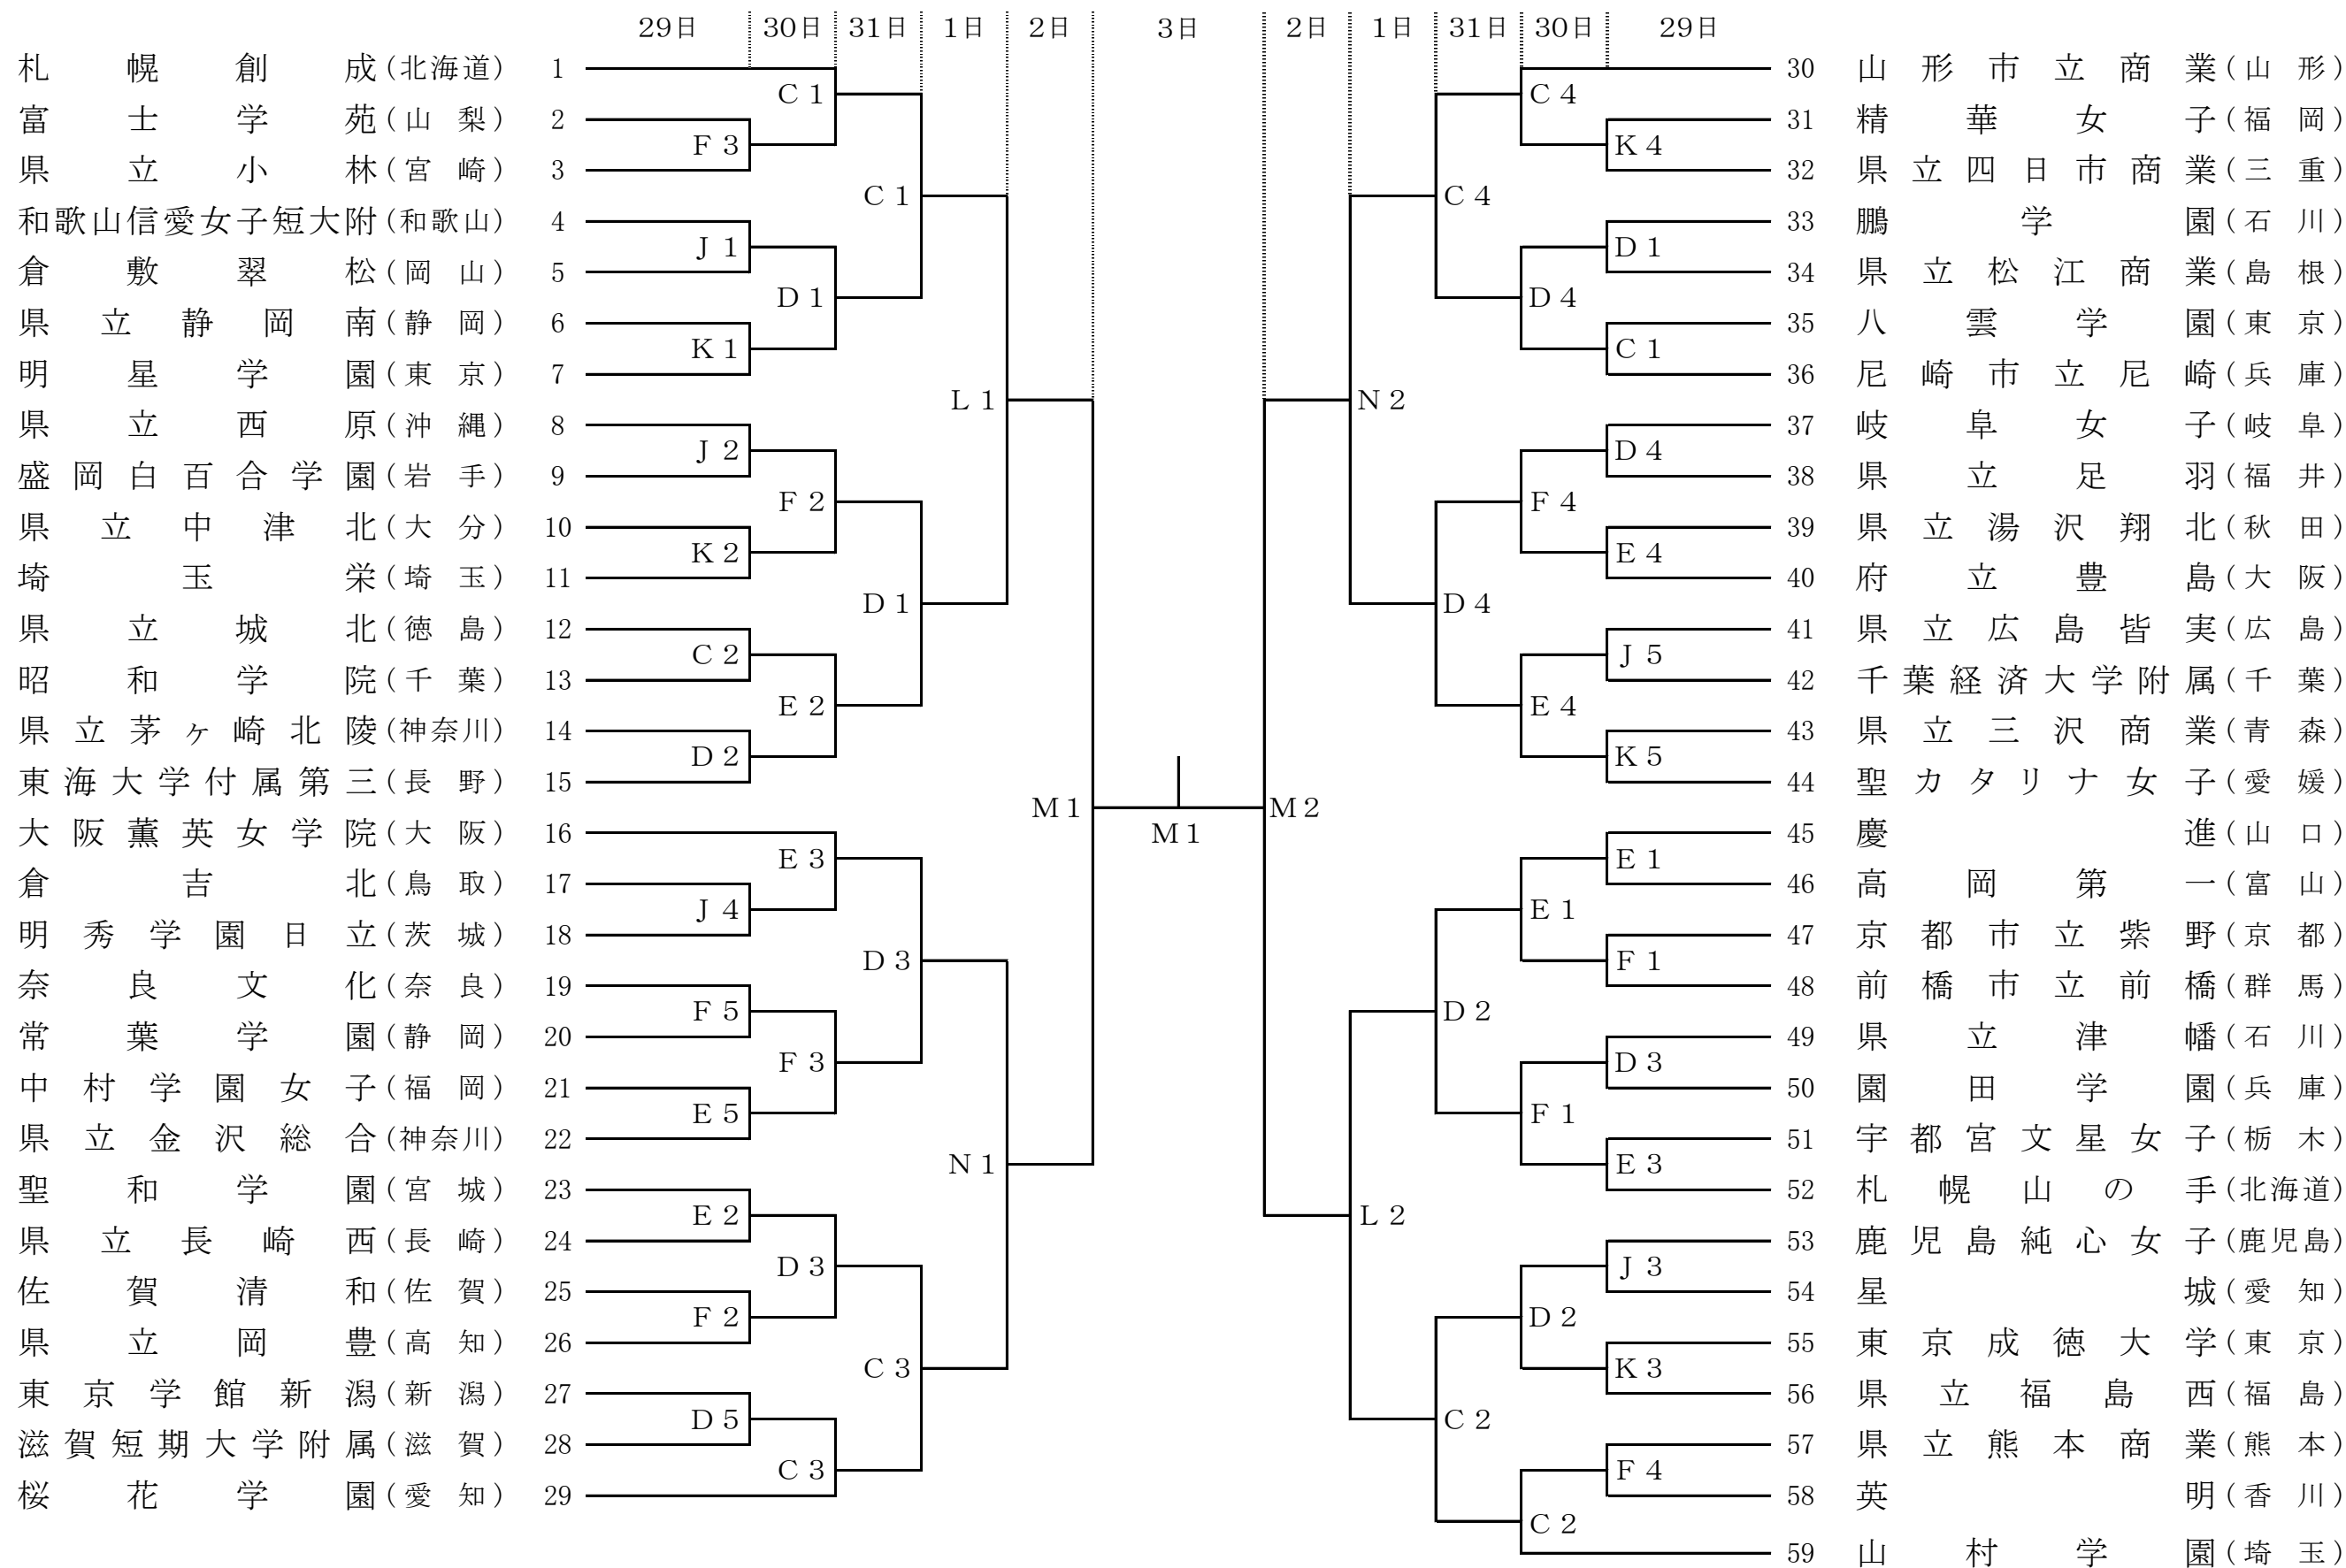 29日 30日 31日 1日 2日 3日 2日 1日 31日 30日 29日
札幌創成(北海道) 1
富士学苑(山梨) 2
県立小林(宮崎) 3
和歌山信愛女子短大附(和歌山) 4
倉敷翠松(岡山) 5
県立静岡南(静岡) 6
明星学園(東京) 7
県立西原(沖縄) 8
盛岡白百合学園(岩手) 9
県立中津北(大分) 10
埼玉栄(埼玉) 11
県立城北(徳島) 12
昭和学院(千葉) 13
県立茅ヶ崎北陵(神奈川) 14
東海大学付属第三(長野) 15
大阪薫英女学院(大阪) 16
倉吉北(鳥取) 17
明秀学園日立(茨城) 18
奈良文化(奈良) 19
常葉学園(静岡) 20
中村学園女子(福岡) 21
県立金沢総合(神奈川) 22
聖和学園(宮城) 23
県立長崎西(長崎) 24
佐賀清和(佐賀) 25
県立岡豊(高知) 26
東京学館新潟(新潟) 27
滋賀短期大学附属(滋賀) 28
桜花学園(愛知) 29
F3
J1
K1
J2
K2
C2
D2
J4
F5
E5
E2
F2
D5
C1
D1
F2
E2
E3
F3
D3
C3
C1
D1
D3
C3
L1
N1
M1
M1
M2
N2
L2
C4
D4
D2
C2
C4
D4
F4
E4
E1
F1
D2
C2
K4
D1
C1
D4
E4
J5
K5
E1
F1
D3
E3
J3
K3
F4
30 山形市立商業(山形)
31 精華女子(福岡)
32 県立四日市商業(三重)
33 鵬学園(石川)
34 県立松江商業(島根)
35 八雲学園(東京)
36 尼崎市立尼崎(兵庫)
37 岐阜女子(岐阜)
38 県立足羽(福井)
39 県立湯沢翔北(秋田)
40 府立豊島(大阪)
41 県立広島皆実(広島)
42 千葉経済大学附属(千葉)
43 県立三沢商業(青森)
44 聖カタリナ女子(愛媛)
45 慶進(山口)
46 高岡第一(富山)
47 京都市立紫野(京都)
48 前橋市立前橋(群馬)
49 県立津幡(石川)
50 園田学園(兵庫)
51 宇都宮文星女子(栃木)
52 札幌山の手(北海道)
53 鹿児島純心女子(鹿児島)
54 星城(愛知)
55 東京成徳大学(東京)
56 県立福島西(福島)
57 県立熊本商業(熊本)
58 英明(香川)
59 山村学園(埼玉)